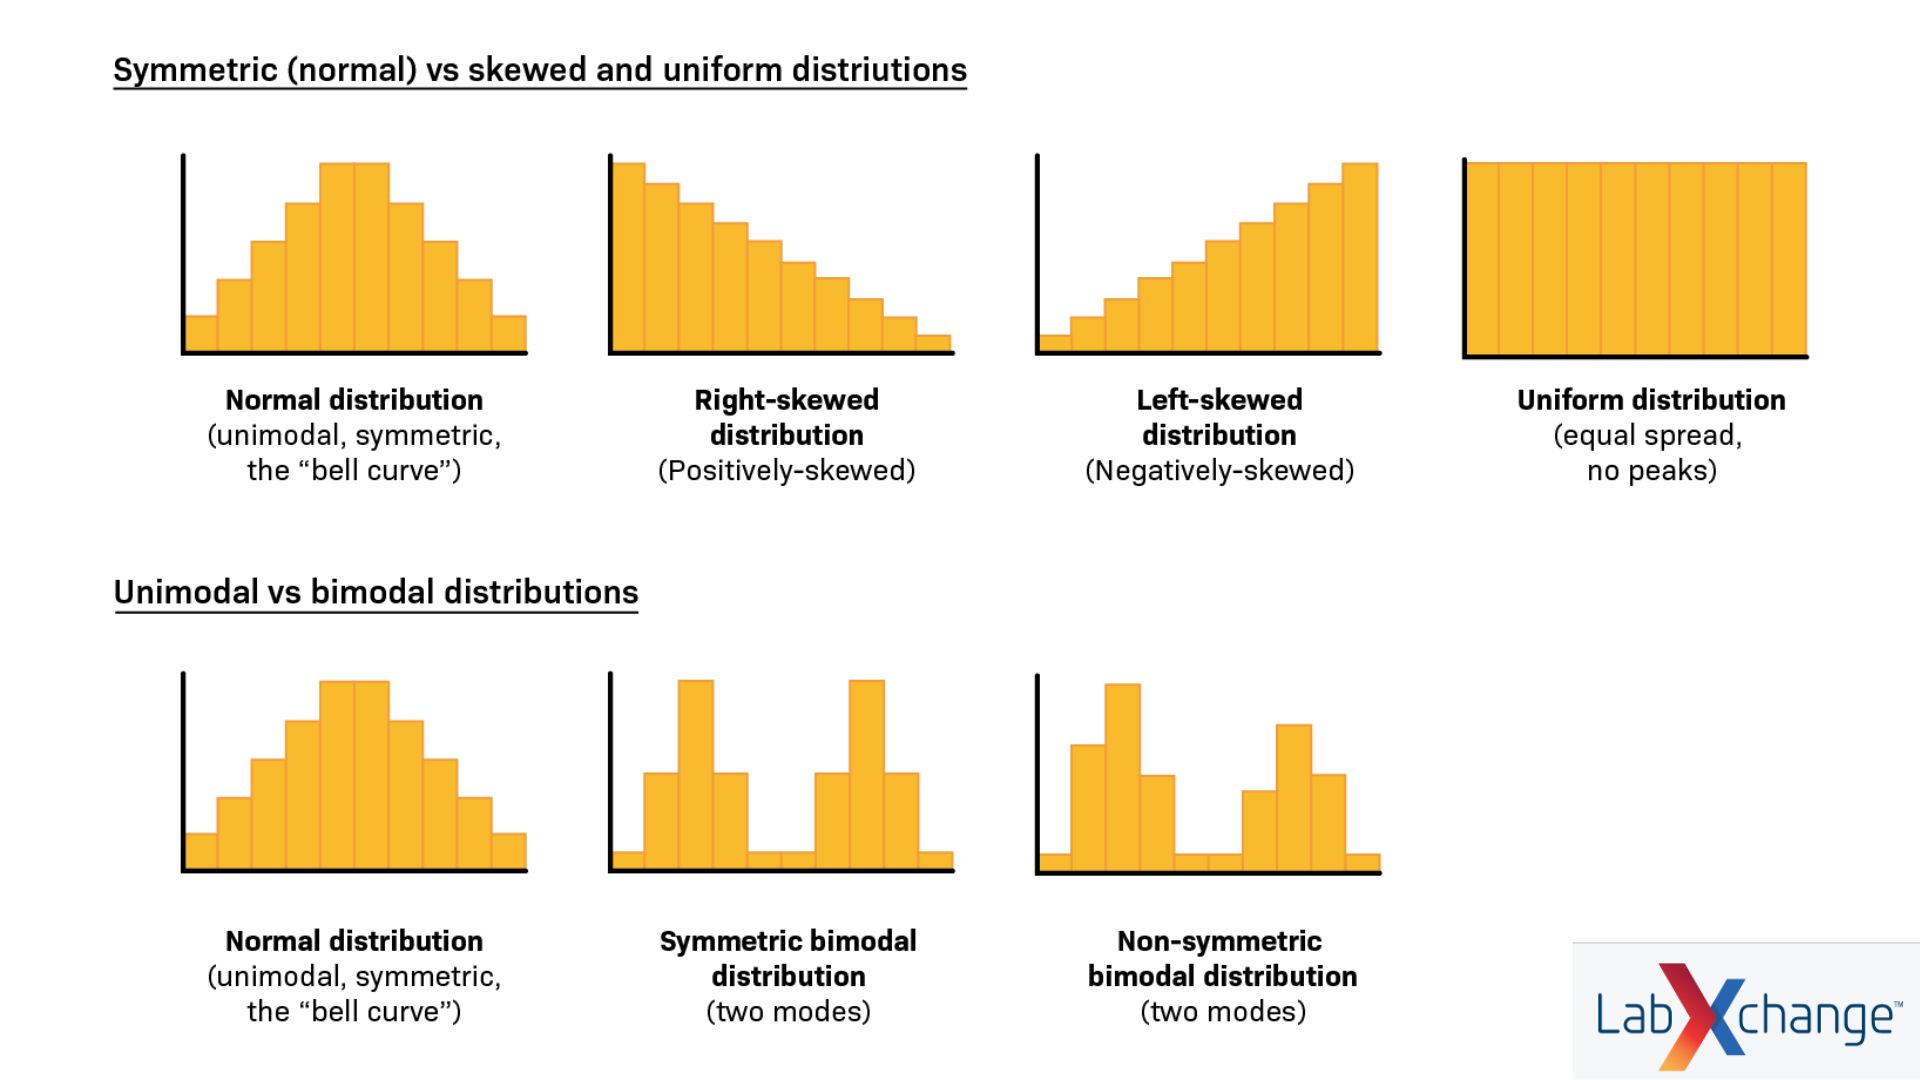 Symmetric (normal) vs skewed and uniform distriutions
Normal distribution
(unimodal, symmetric,
the “bell curve”)
Right-skewed
distribution
(Positively-skewed)
Left-skewed
distribution
(Negatively-skewed)
Uniform distribution
(equal spread,
no peaks)
Unimodal vs bimodal distributions
Normal distribution
(unimodal, symmetric,
the “bell curve”)
Symmetric bimodal
distribution
(two modes)
Non-symmetric
bimodal distribution
(two modes)
LabXchange™